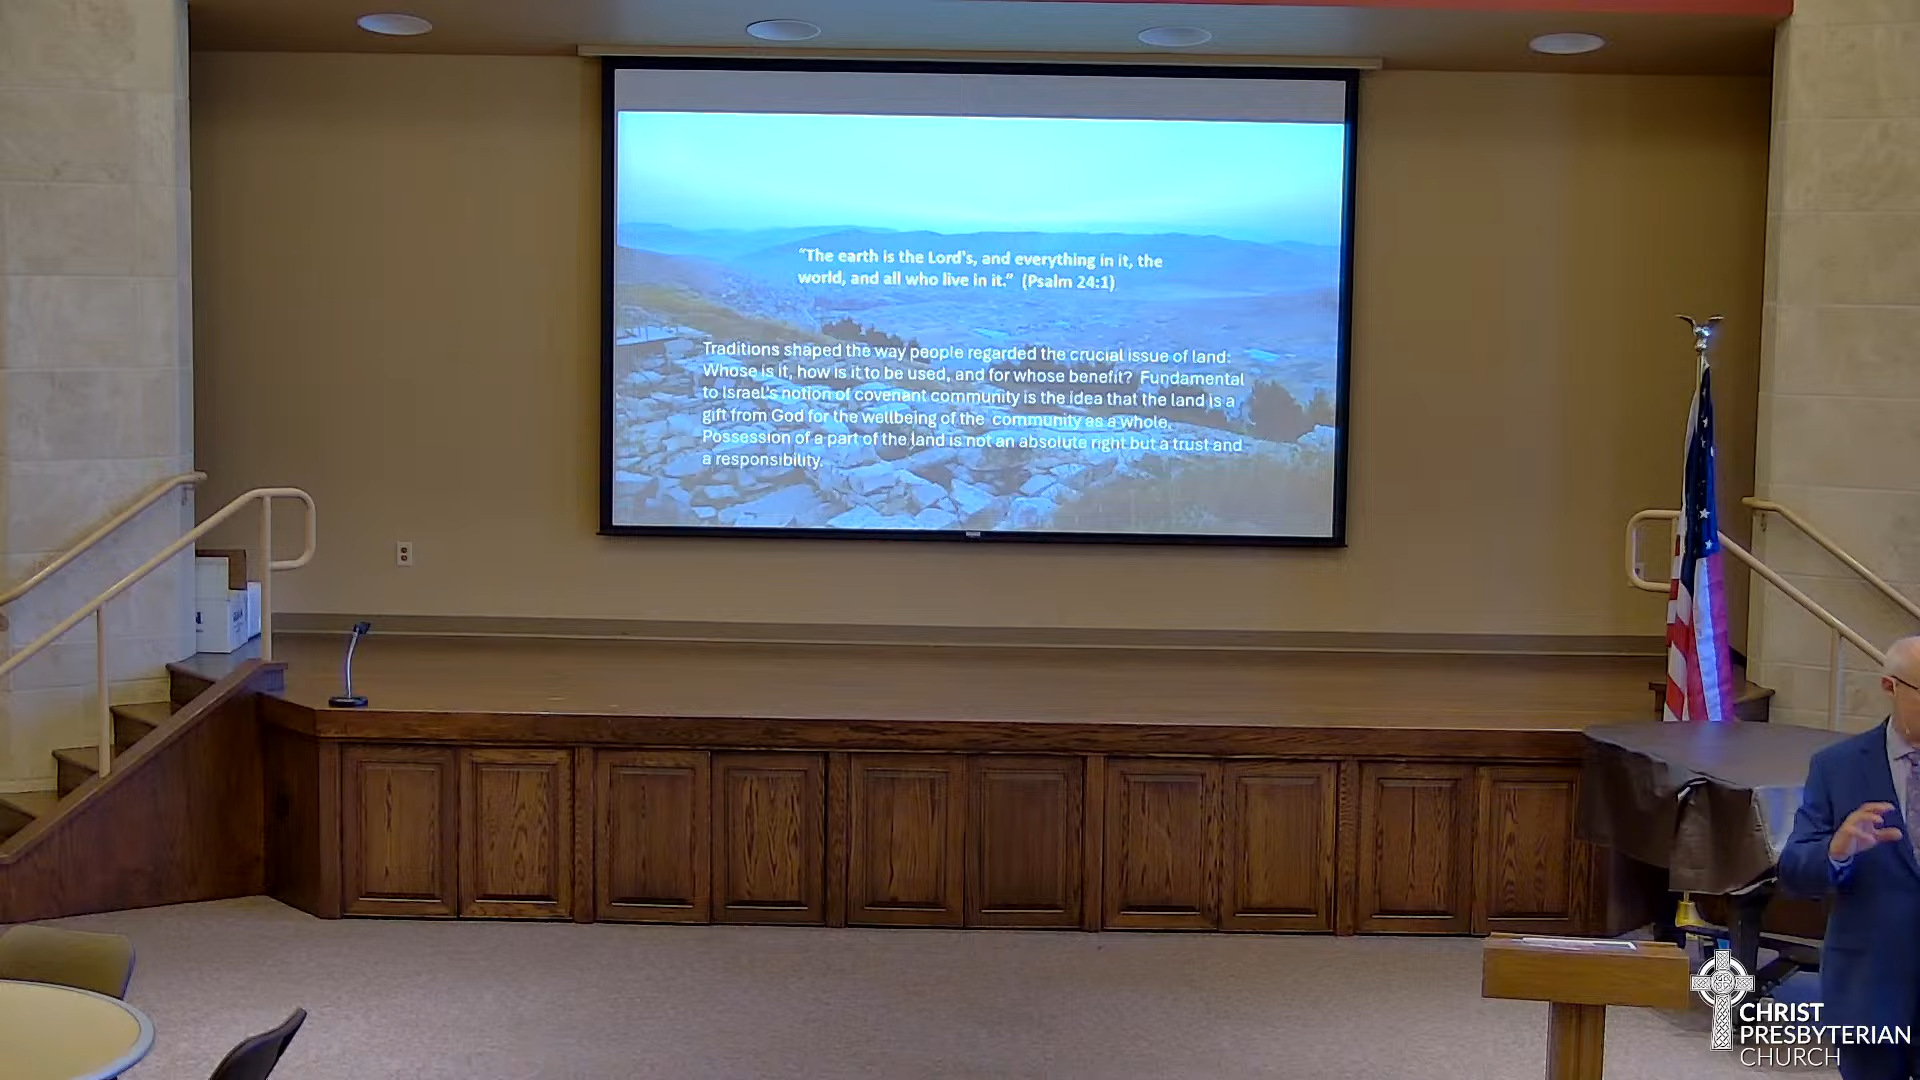 “The earth is the Lord's, and everything in it, the
world, and all who live in it.” (Psalm 24:1)
Traditions shaped the way people regarded the crucial issue of land:
Whose is it, how is it to be used, and for whose benefit? Fundamental
to Israel's notion of covenant community is the idea that the land is a
gift from God for the wellbeing of the community as a whole.
Possession of a part of the land is not an absolute right but a trust and
a responsibility.
CHRIST
PRESBYTERIAN
CHURCH